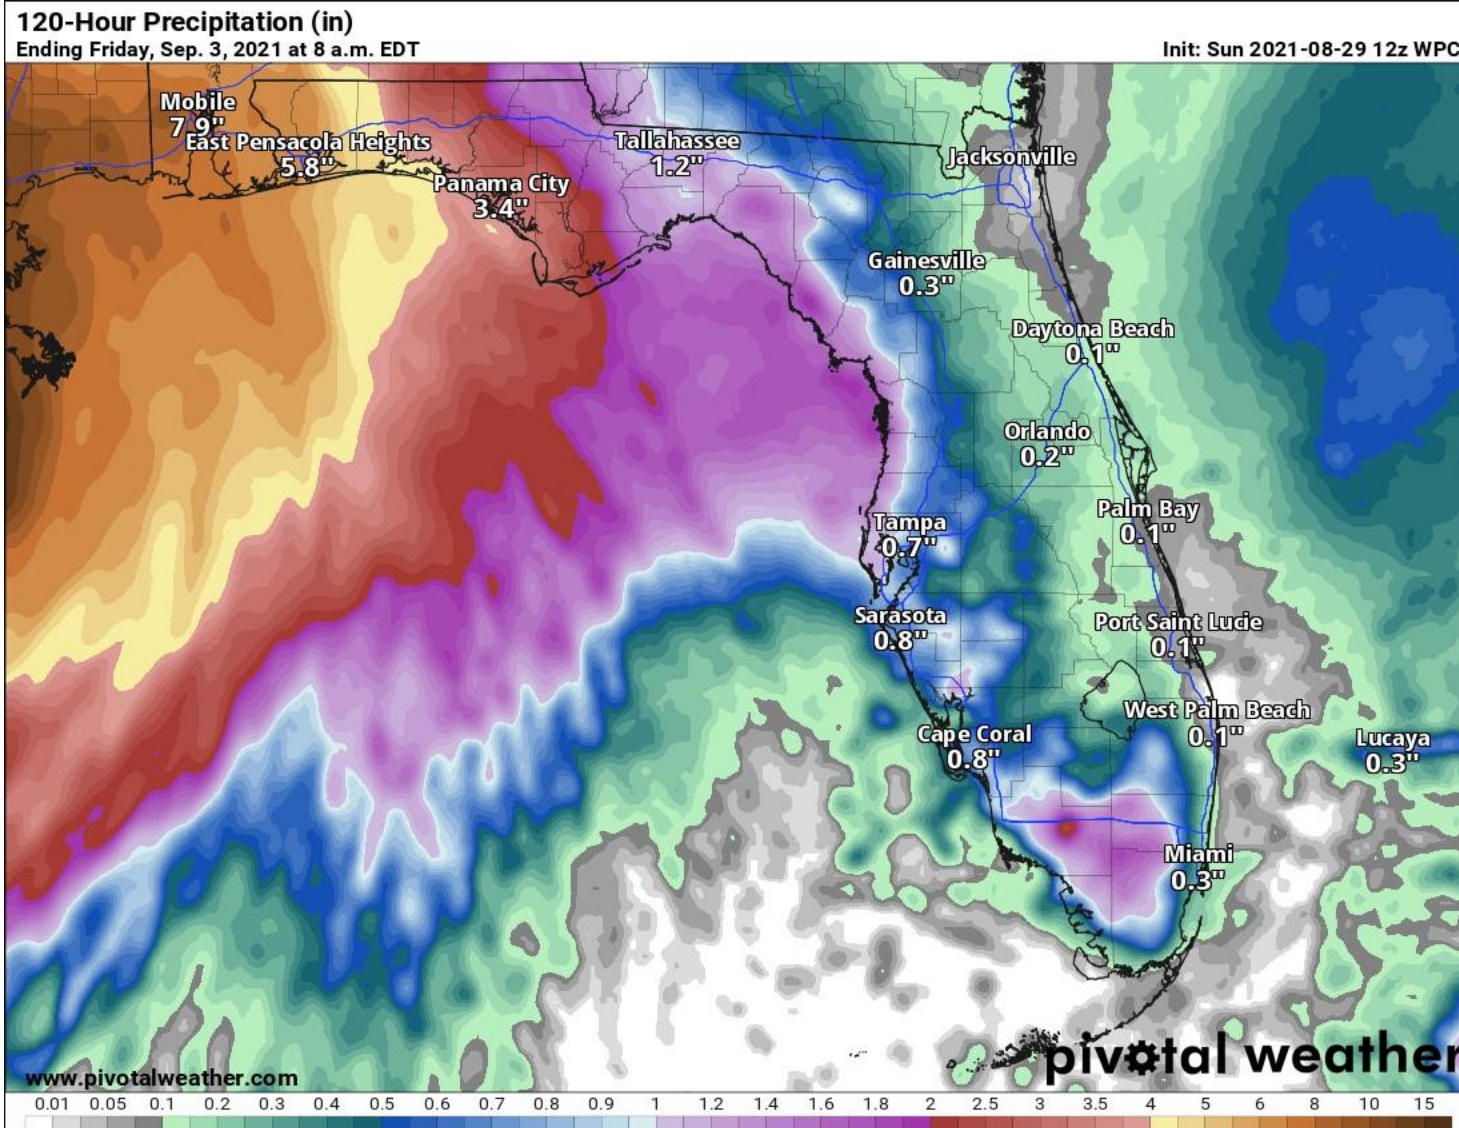 120-Hour Precipitation (in)
Ending Friday, Sep. 3, 2021 at 8 a.m. EDT
Init: Sun 2021-08-29 12z WPC
Mobile
7.9"
East Pensacola Heights
5.8"
Panama City
3.4"
Tallahassee
1.2"
Jacksonville
Gainesville
0.3"
Daytona Beach
0.1"
Orlando
0.2"
Palm Bay
0.1"
Tampa
0.7"
Sarasota
0.8"
Port Saint Lucie
0.1"
West Palm Beach
0.1"
Cape Coral
0.8"
Lucaya
0.3"
Miami
0.3"
pivotal weather
www.pivotalweather.com
0.01 0.05 0.1 0.2 0.3 0.4 0.5 0.6 0.7 0.8 0.9 1 1.2 1.4 1.6 1.8 2 2.5 3 3.5 4 5 6 8 10 15